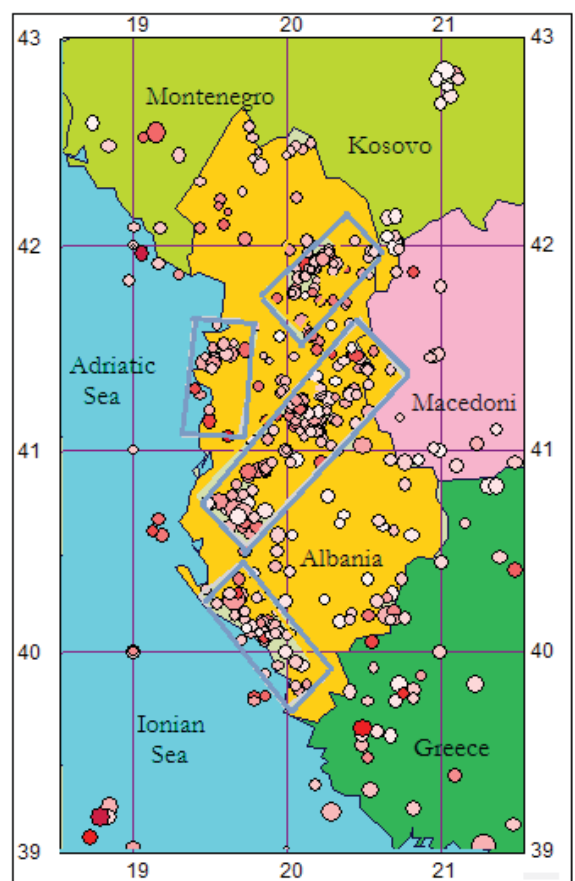 19 20 21
43 43
Montenegro
Kosovo
42 42
Adriatic
Sea
Macedoni
41 41
Albania
40 40
Ionian
Sea
Greece
39 39
19 20 21